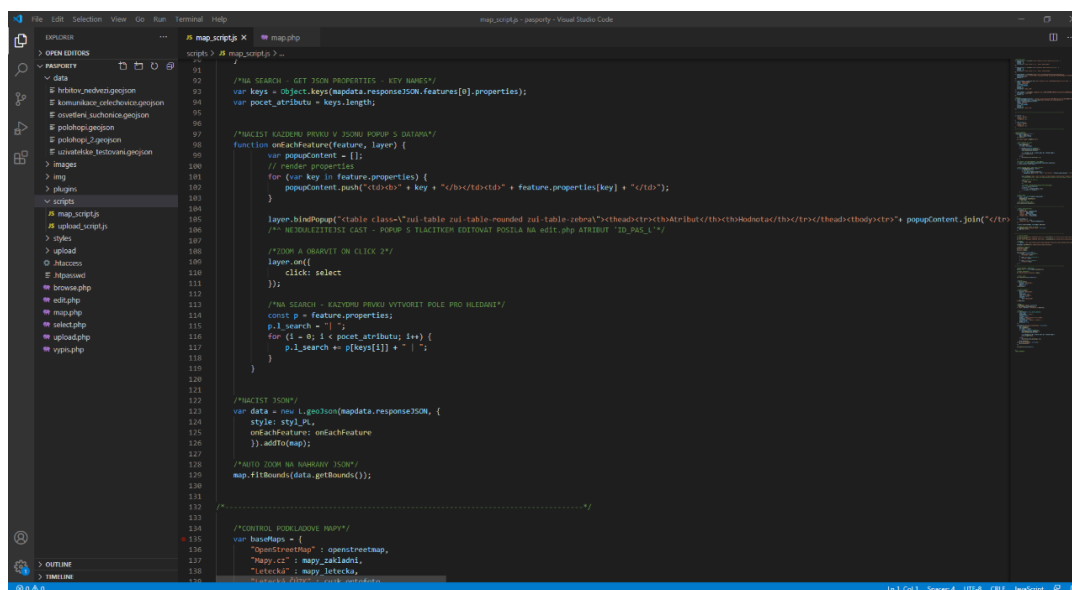 File Edit Selection View Go Run Terminal Help
map_script.js - pasporty - Visual Studio Code
EXPLORER
OPEN EDITORS
PASPORTY
data
hrbitov_nedvezi.geojson
komunikace_celechovice.geojson
osvetleni_suchonice.geojson
polohopi.geojson
polohopi_2.geojson
uzivatelske_testovani.geojson
images
img
plugins
scripts
JS map_script.js
JS upload_script.js
styles
upload
.htaccess
.htpasswd
browse.php
edit.php
map.php
select.php
upload.php
vypis.php
OUTLINE
TIMELINE
JS map_script.js × map.php
scripts > JS map_script.js > ...
90 }
91
92 /*NA SEARCH - GET JSON PROPERTIES - KEY NAMES*/
93 var keys = Object.keys(mapdata.responseJSON.features[0].properties);
94 var pocet_atributu = keys.length;
95
96
97 /*NACIST KAZDEMU PRVKU V JSONU POPUP S DATAMA*/
98 function onEachFeature(feature, layer) {
99 var popupContent = [];
100 // render properties
101 for (var key in feature.properties) {
102 popupContent.push("<td><b>" + key + "</b></td><td>" + feature.properties[key] + "</td>");
103 }
104
105 layer.bindPopup("<table class=\"zui-table zui-table-rounded zui-table-zebra\"><thead><tr><th>Atribut</th><th>Hodnota</th></tr></thead><tbody><tr>"+ popupContent.join("</tr>
106 /*^ NEJDULEZITEJSI CAST - POPUP S TLACITKEM EDITOVAT POSILA NA edit.php ATRIBUT 'ID_PAS_L'*/
107
108 /*ZOOM A OBARVIT ON CLICK 2*/
109 layer.on({
110 click: select
111 });
112
113 /*NA SEARCH - KAZYDMU PRVKU VYTVORIT POLE PRO HLEDANI*/
114 const p = feature.properties;
115 p.l_search = "| ";
116 for (i = 0; i < pocet_atributu; i++) {
117 p.l_search += p[keys[i]] + " | ";
118 }
119 }
120
121
122 /*NACIST JSON*/
123 var data = new L.geoJson(mapdata.responseJSON, {
124 style: styl_PL,
125 onEachFeature: onEachFeature
126 }).addTo(map);
127
128 /*AUTO ZOOM NA NAHRANY JSON*/
129 map.fitBounds(data.getBounds());
130
131
132 /*------------------------------------------------------------------------------------*/
133
134 /*CONTROL PODKLADOVE MAPY*/
135 var baseMaps = {
136 "OpenStreetMap" : openstreetmap,
137 "Mapy.cz" : mapy_zakladni,
138 "Letecká" : mapy_letecka,
139 "Letecká ČÚZK" : cuzk_ortofoto
0 0 0
Ln 1, Col 1 Spaces: 4 UTF-8 CRLF JavaScript